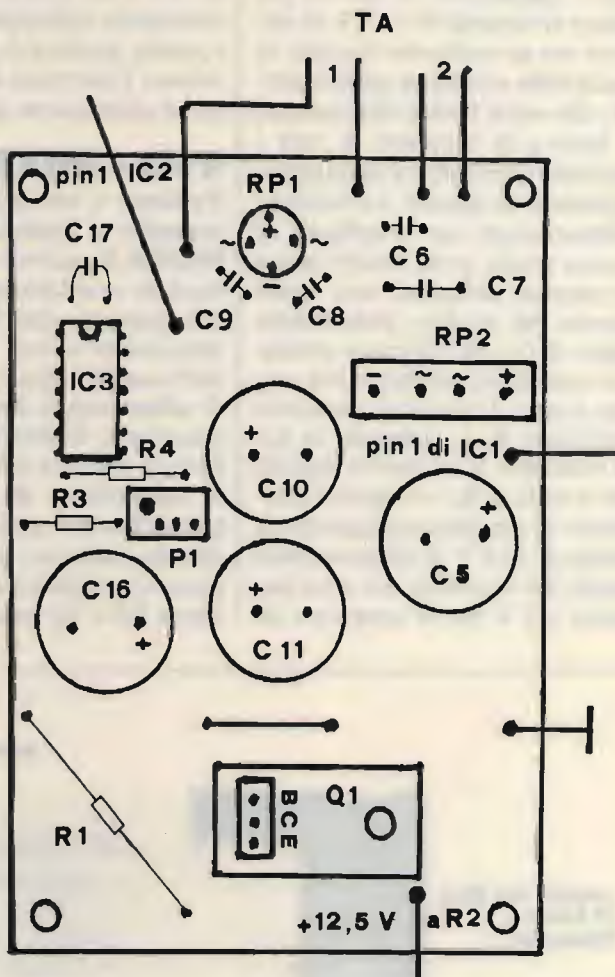 TA
1 2
pin1 IC2
RP1
C17
~ + ~
-
C6
C9
C8
C7
RP2
IC3
- ~ ~ +
R4
pin 1 di IC1
+
C10
R3
P1
+
C5
C16
+
+
C11
R1
B C E
Q1
+12,5 V
a R2